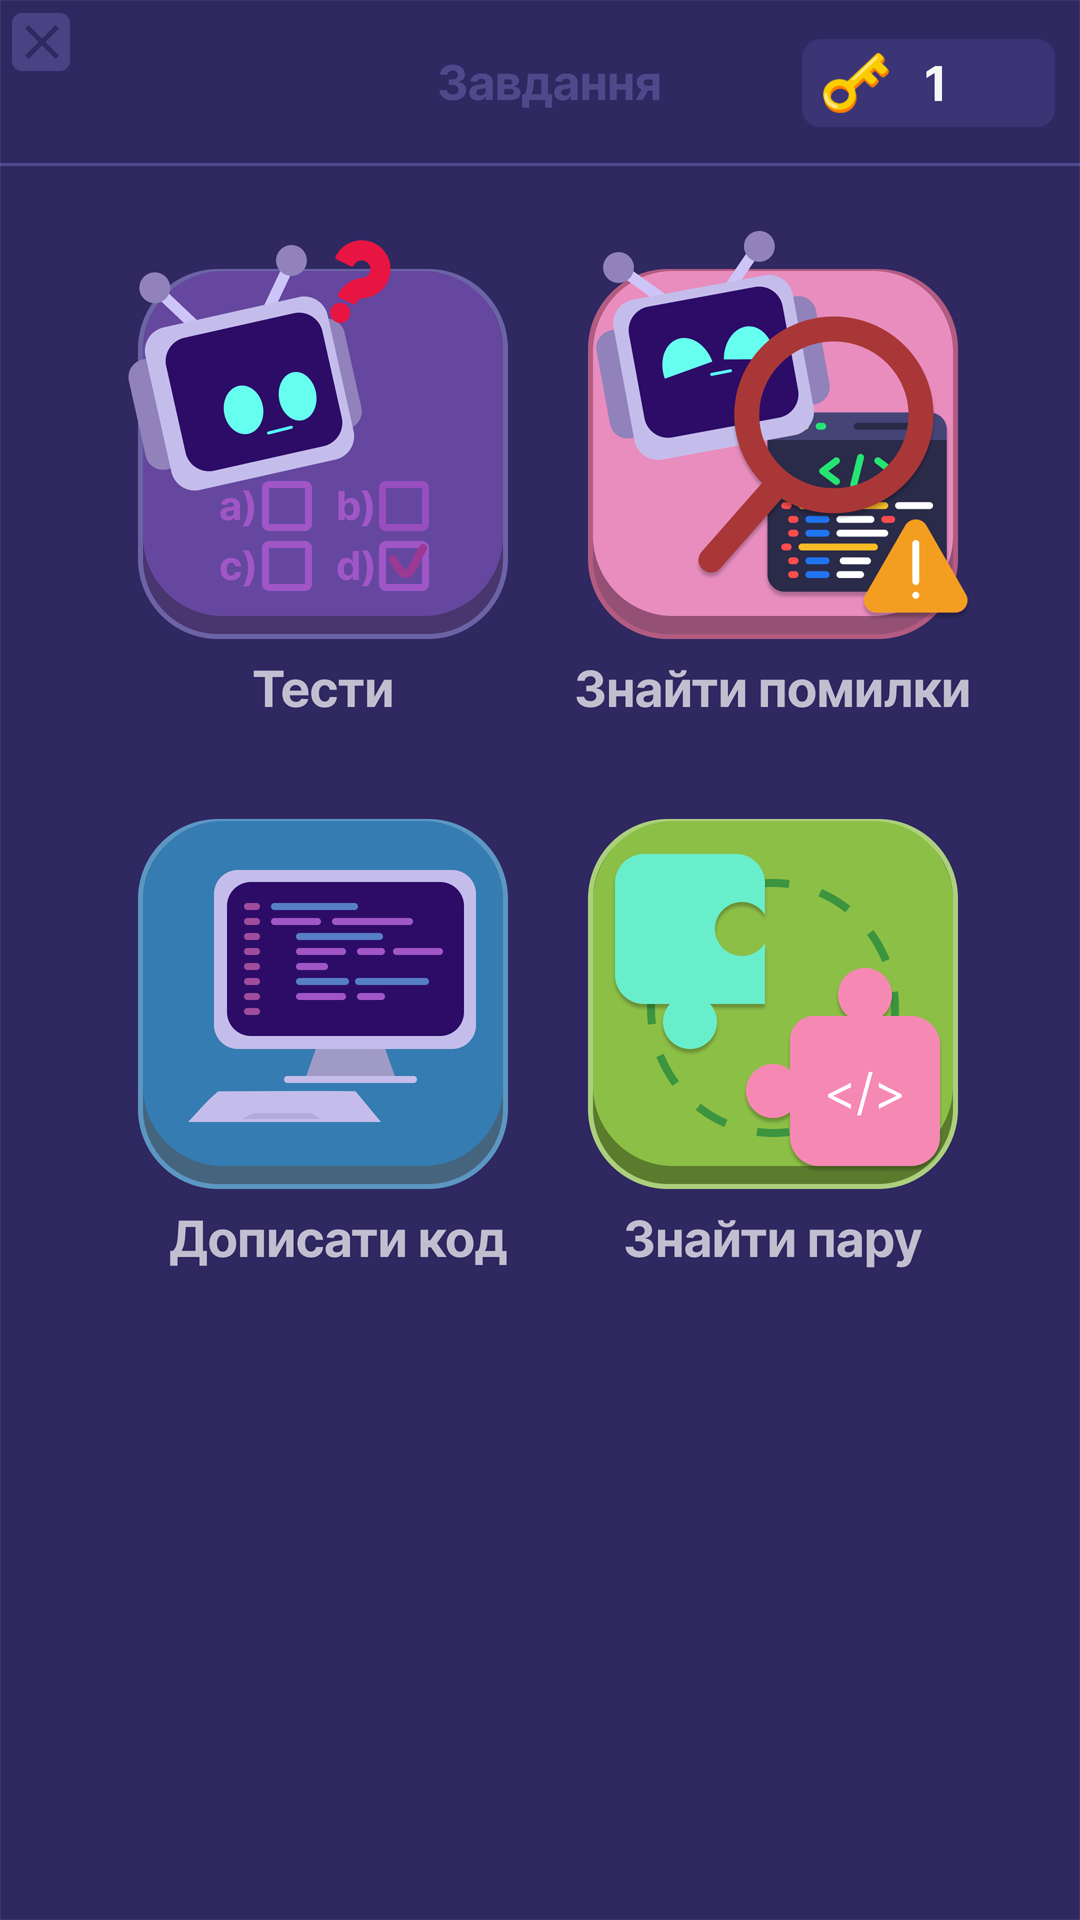 Завдання
1
?
a) b)
c) d)
</>
!
Тести
Знайти помилки
</>
Дописати код
Знайти пару